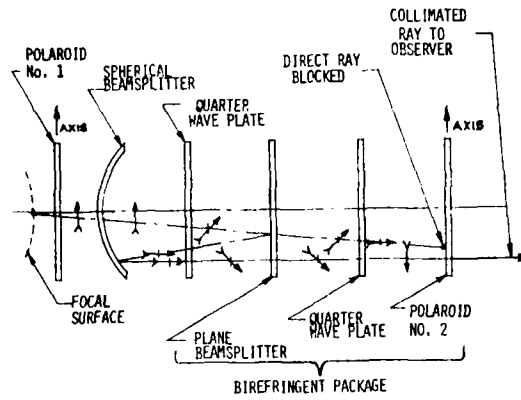 COLLIMATED
RAY TO
OBSERVER
POLAROID
No. 1
SPHERICAL
BEAMSPLITTER
DIRECT RAY
BLOCKED
QUARTER
WAVE PLATE
AXIS
AXIS
FOCAL
SURFACE
PLANE
BEAMSPLITTER
QUARTER
WAVE PLATE
POLAROID
NO. 2
BIREFRINGENT PACKAGE